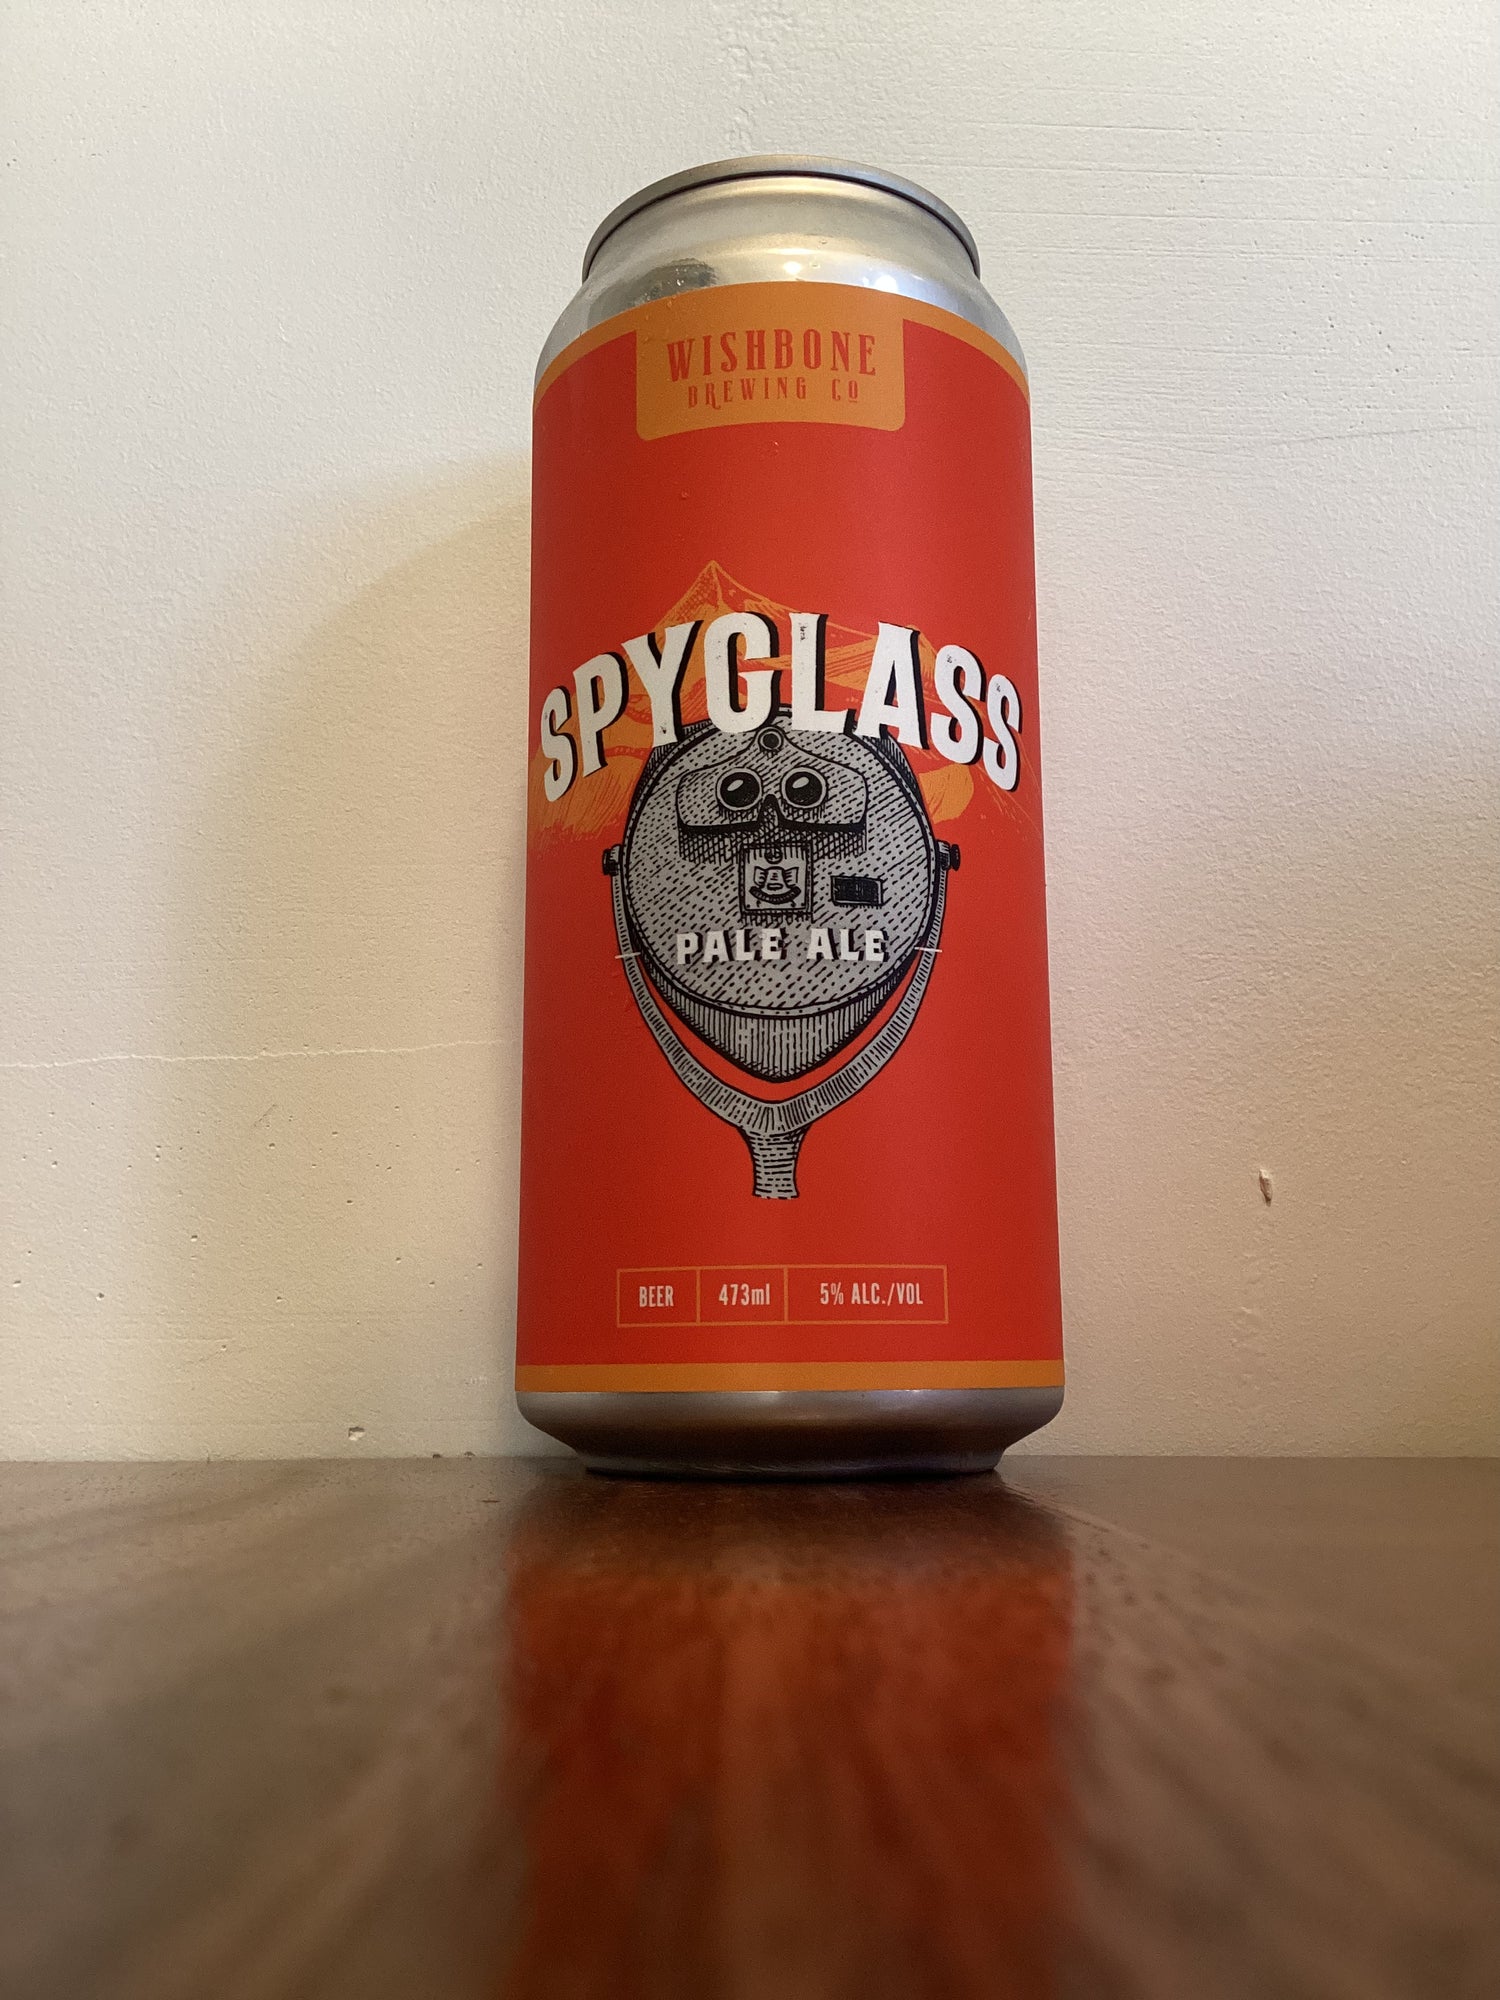 WISHBONE
BREWING CO
SPYGLASS
PALE ALE
BEER 473ml 5% ALC./VOL